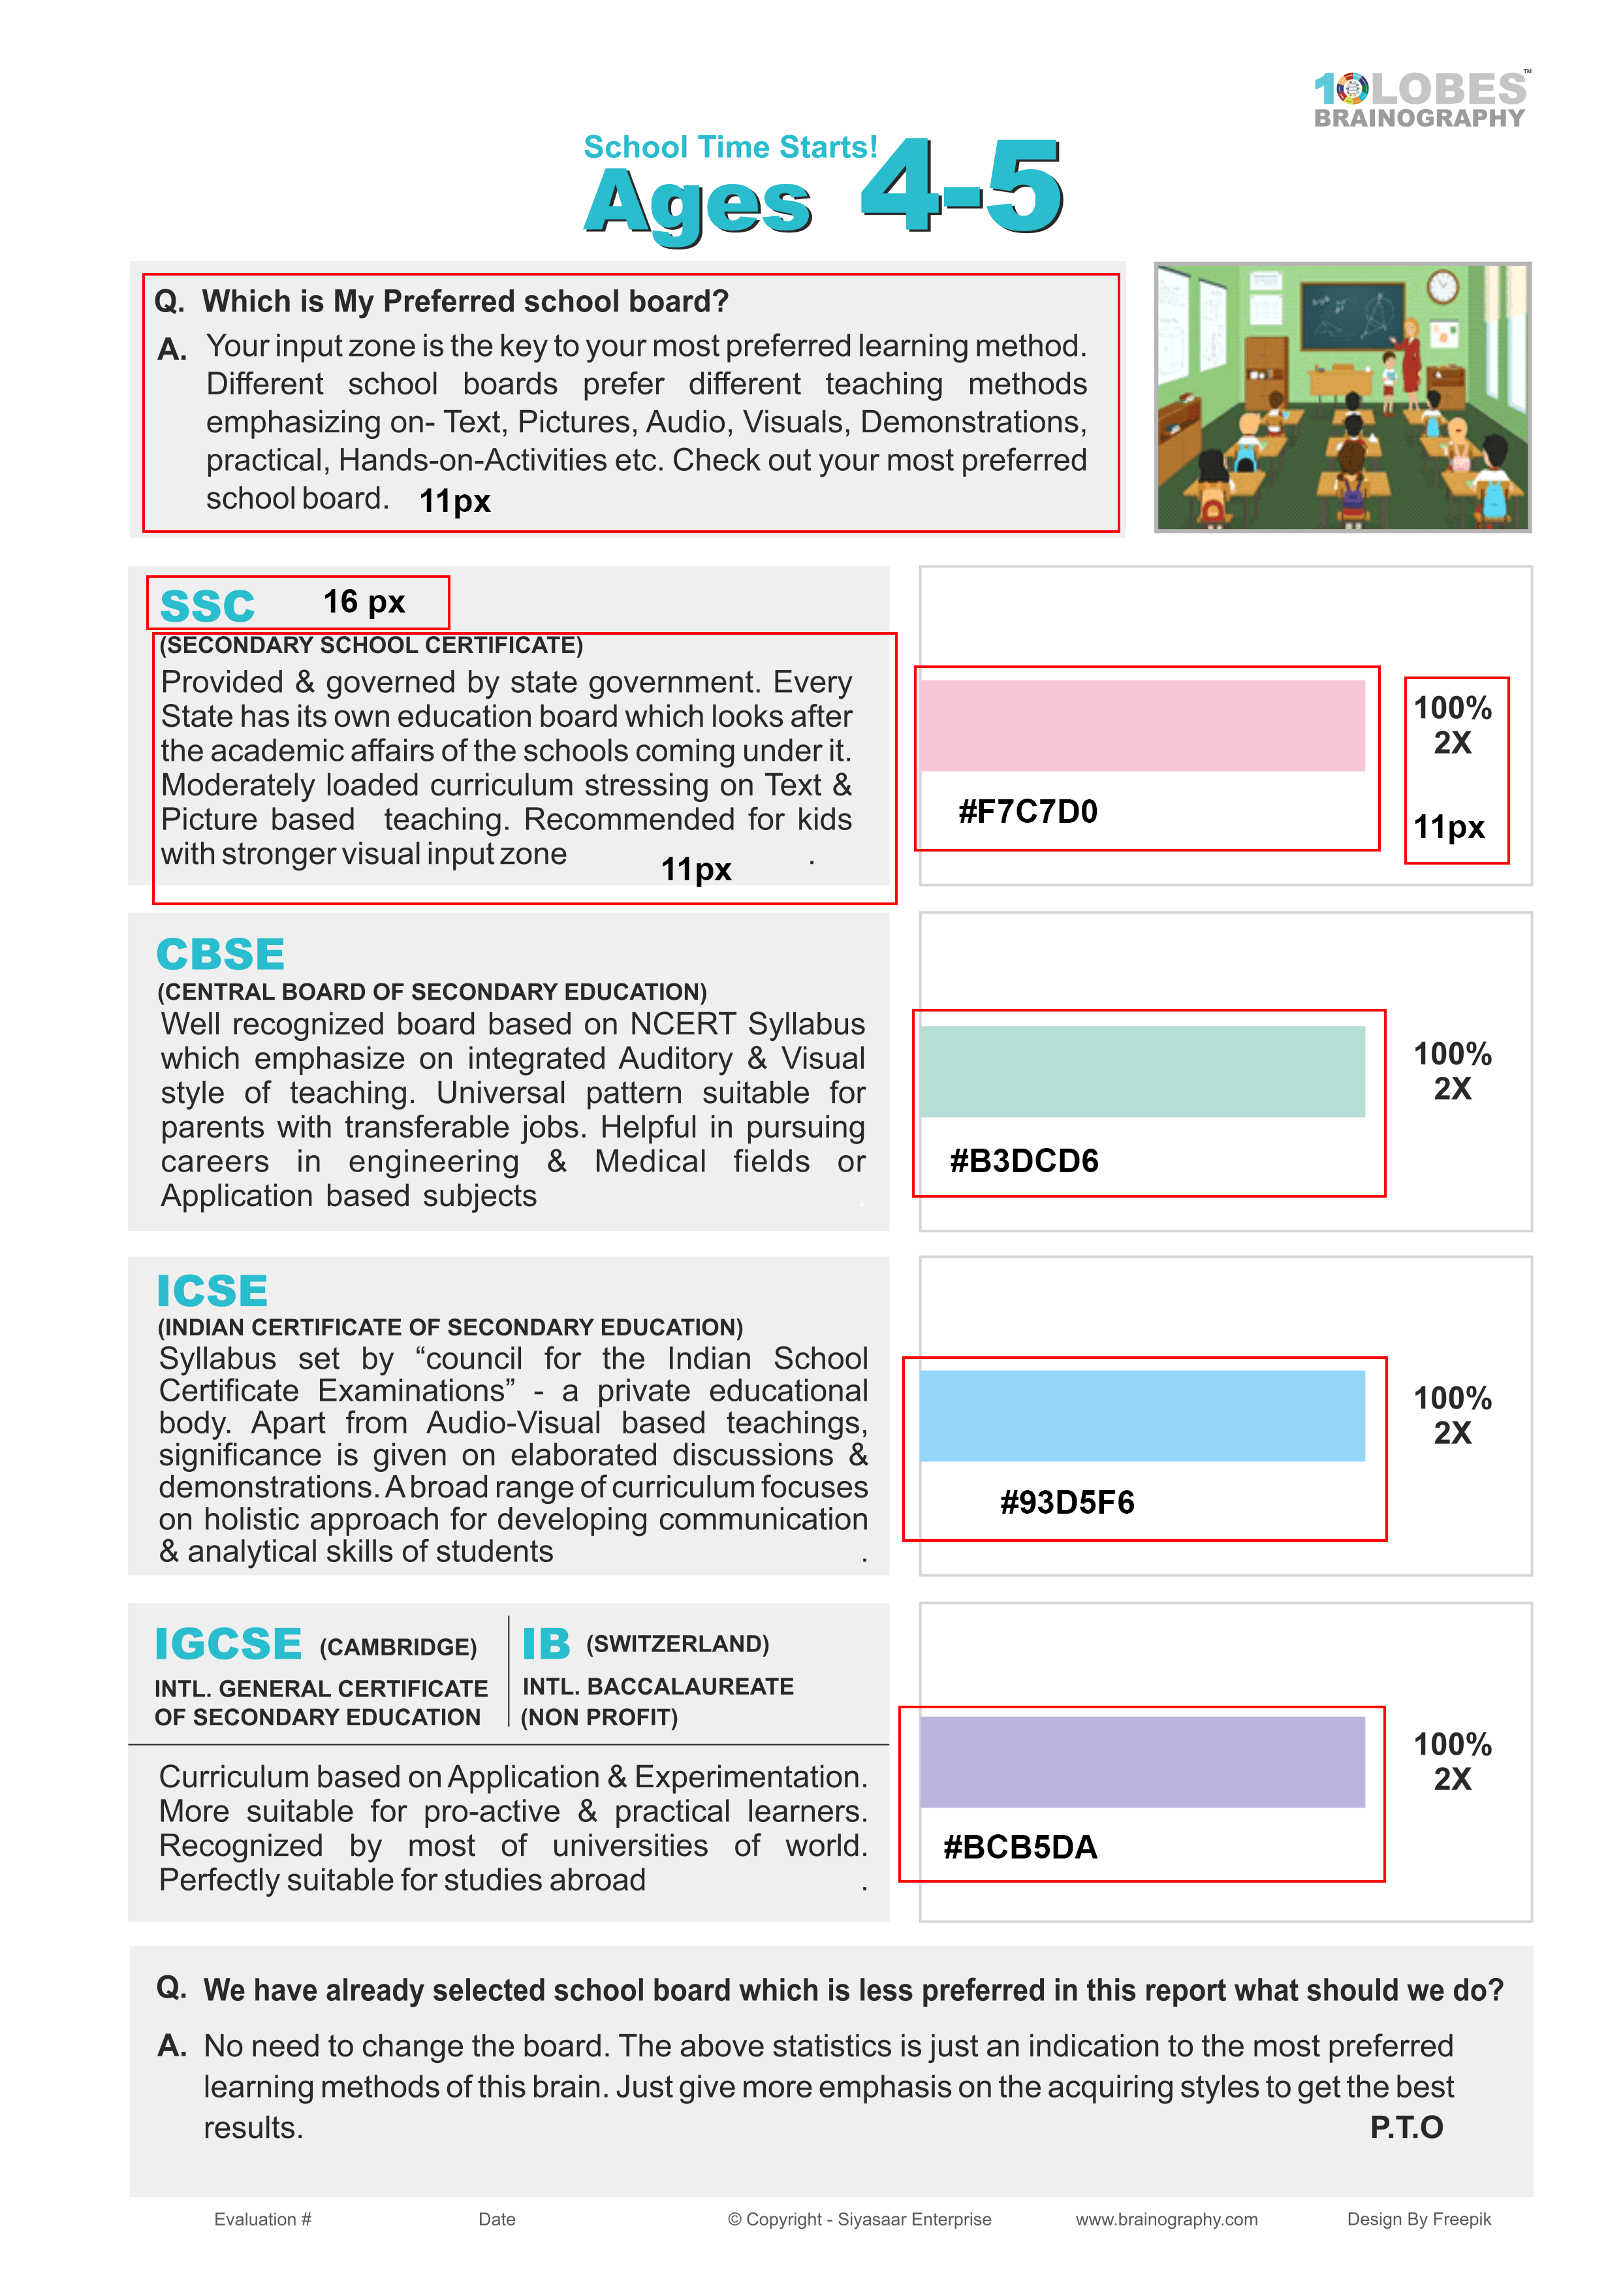 10LOBES™
BRAINOGRAPHY
School Time Starts!
Ages 4-5
Q. Which is My Preferred school board?
A. Your input zone is the key to your most preferred learning method.
Different school boards prefer different teaching methods
emphasizing on- Text, Pictures, Audio, Visuals, Demonstrations,
practical, Hands-on-Activities etc. Check out your most preferred
school board. 11px
SSC 16 px
(SECONDARY SCHOOL CERTIFICATE)
Provided & governed by state government. Every
State has its own education board which looks after
the academic affairs of the schools coming under it.
Moderately loaded curriculum stressing on Text &
Picture based teaching. Recommended for kids
with stronger visual input zone .
11px
100%
2X
#F7C7D0
11px
CBSE
(CENTRAL BOARD OF SECONDARY EDUCATION)
Well recognized board based on NCERT Syllabus
which emphasize on integrated Auditory & Visual
style of teaching. Universal pattern suitable for
parents with transferable jobs. Helpful in pursuing
careers in engineering & Medical fields or
Application based subjects .
100%
2X
#B3DCD6
ICSE
(INDIAN CERTIFICATE OF SECONDARY EDUCATION)
Syllabus set by “council for the Indian School
Certificate Examinations” - a private educational
body. Apart from Audio-Visual based teachings,
significance is given on elaborated discussions &
demonstrations. A broad range of curriculum focuses
on holistic approach for developing communication
& analytical skills of students .
100%
2X
#93D5F6
IGCSE (CAMBRIDGE)
INTL. GENERAL CERTIFICATE
OF SECONDARY EDUCATION
IB (SWITZERLAND)
INTL. BACCALAUREATE
(NON PROFIT)
Curriculum based on Application & Experimentation.
More suitable for pro-active & practical learners.
Recognized by most of universities of world.
Perfectly suitable for studies abroad .
100%
2X
#BCB5DA
Q. We have already selected school board which is less preferred in this report what should we do?
A. No need to change the board. The above statistics is just an indication to the most preferred
learning methods of this brain. Just give more emphasis on the acquiring styles to get the best
results.
P.T.O
Evaluation # Date © Copyright - Siyasaar Enterprise www.brainography.com Design By Freepik